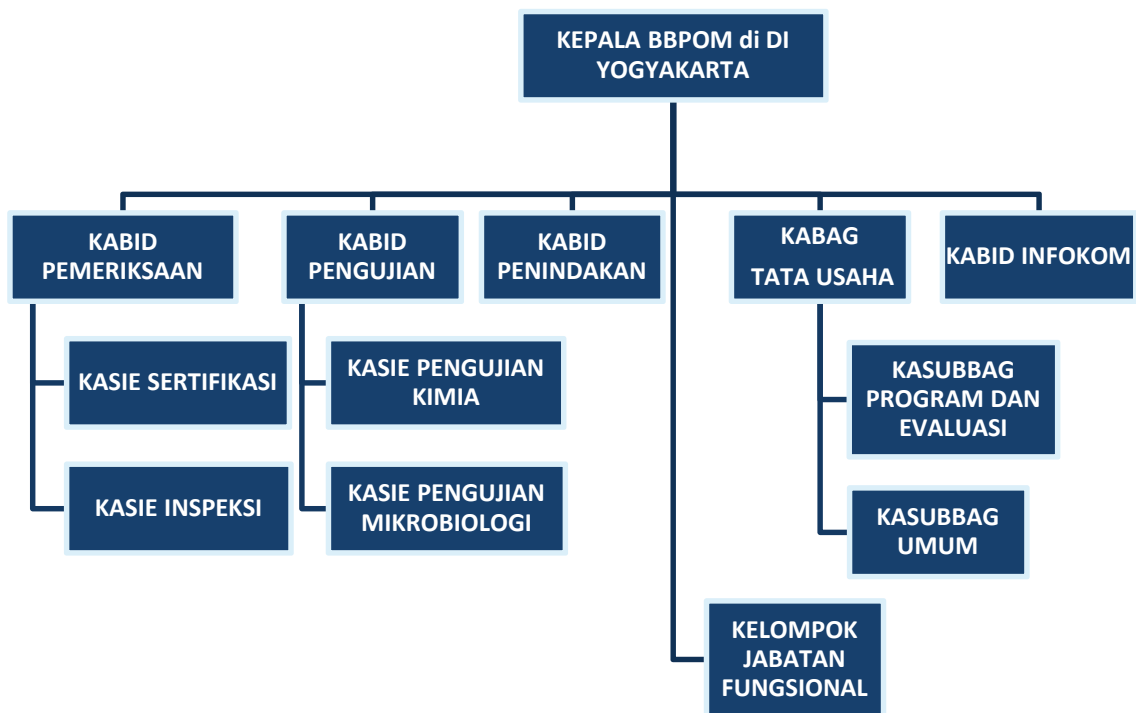 KEPALA BBPOM di DI
YOGYAKARTA
KABID
PEMERIKSAAN
KABID
PENGUJIAN
KABID
PENINDAKAN
KABAG
TATA USAHA
KABID INFOKOM
KASIE SERTIFIKASI
KASIE INSPEKSI
KASIE PENGUJIAN
KIMIA
KASIE PENGUJIAN
MIKROBIOLOGI
KASUBBAG
PROGRAM DAN
EVALUASI
KASUBBAG
UMUM
KELOMPOK
JABATAN
FUNGSIONAL